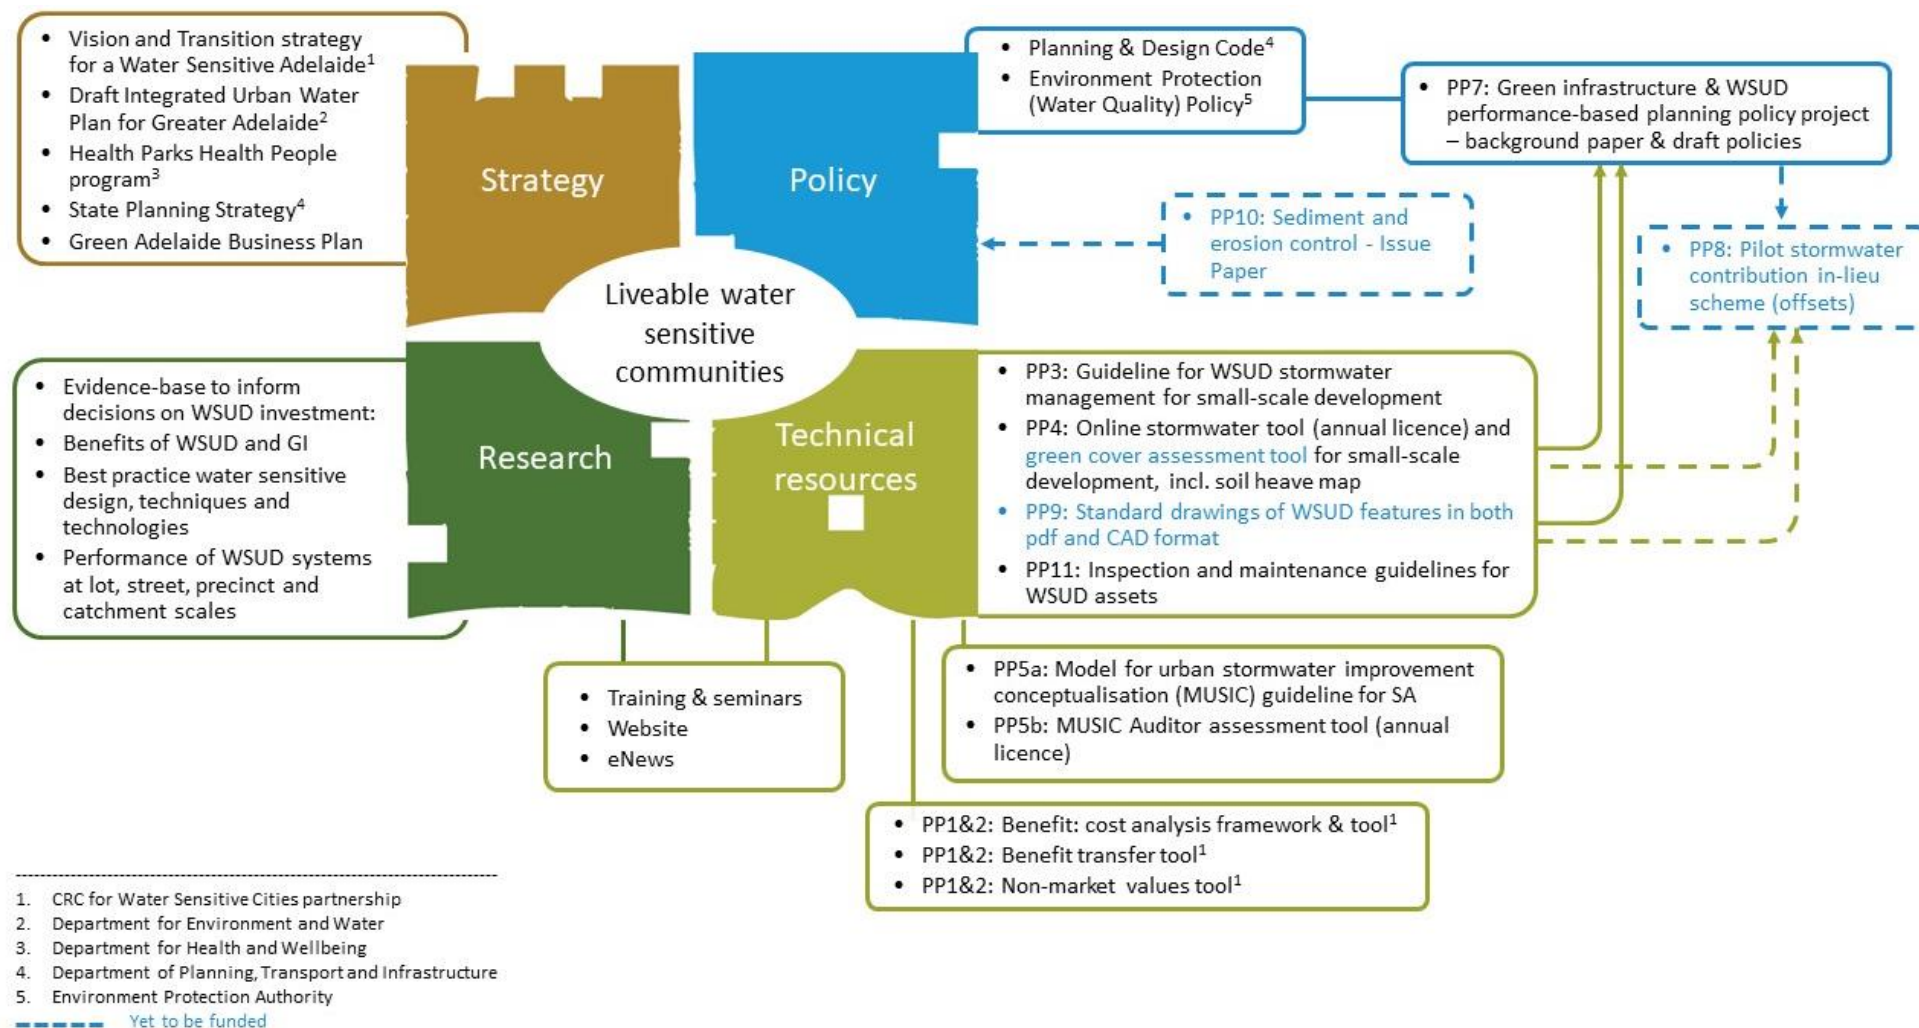 • Vision and Transition strategy
for a Water Sensitive Adelaide¹
• Draft Integrated Urban Water
Plan for Greater Adelaide²
• Health Parks Health People
program³
• State Planning Strategy⁴
• Green Adelaide Business Plan
Strategy
Policy
• Planning & Design Code⁴
• Environment Protection
(Water Quality) Policy⁵
• PP7: Green infrastructure & WSUD
performance-based planning policy project
– background paper & draft policies
• PP10: Sediment and
erosion control - Issue
Paper
• PP8: Pilot stormwater
contribution in-lieu
scheme (offsets)
Liveable water
sensitive
communities
• Evidence-base to inform
decisions on WSUD investment:
• Benefits of WSUD and GI
• Best practice water sensitive
design, techniques and
technologies
• Performance of WSUD systems
at lot, street, precinct and
catchment scales
Research
Technical
resources
• PP3: Guideline for WSUD stormwater
management for small-scale development
• PP4: Online stormwater tool (annual licence) and
green cover assessment tool for small-scale
development, incl. soil heave map
• PP9: Standard drawings of WSUD features in both
pdf and CAD format
• PP11: Inspection and maintenance guidelines for
WSUD assets
• Training & seminars
• Website
• eNews
• PP5a: Model for urban stormwater improvement
conceptualisation (MUSIC) guideline for SA
• PP5b: MUSIC Auditor assessment tool (annual
licence)
• PP1&2: Benefit: cost analysis framework & tool¹
• PP1&2: Benefit transfer tool¹
• PP1&2: Non-market values tool¹
1. CRC for Water Sensitive Cities partnership
2. Department for Environment and Water
3. Department for Health and Wellbeing
4. Department of Planning, Transport and Infrastructure
5. Environment Protection Authority
Yet to be funded